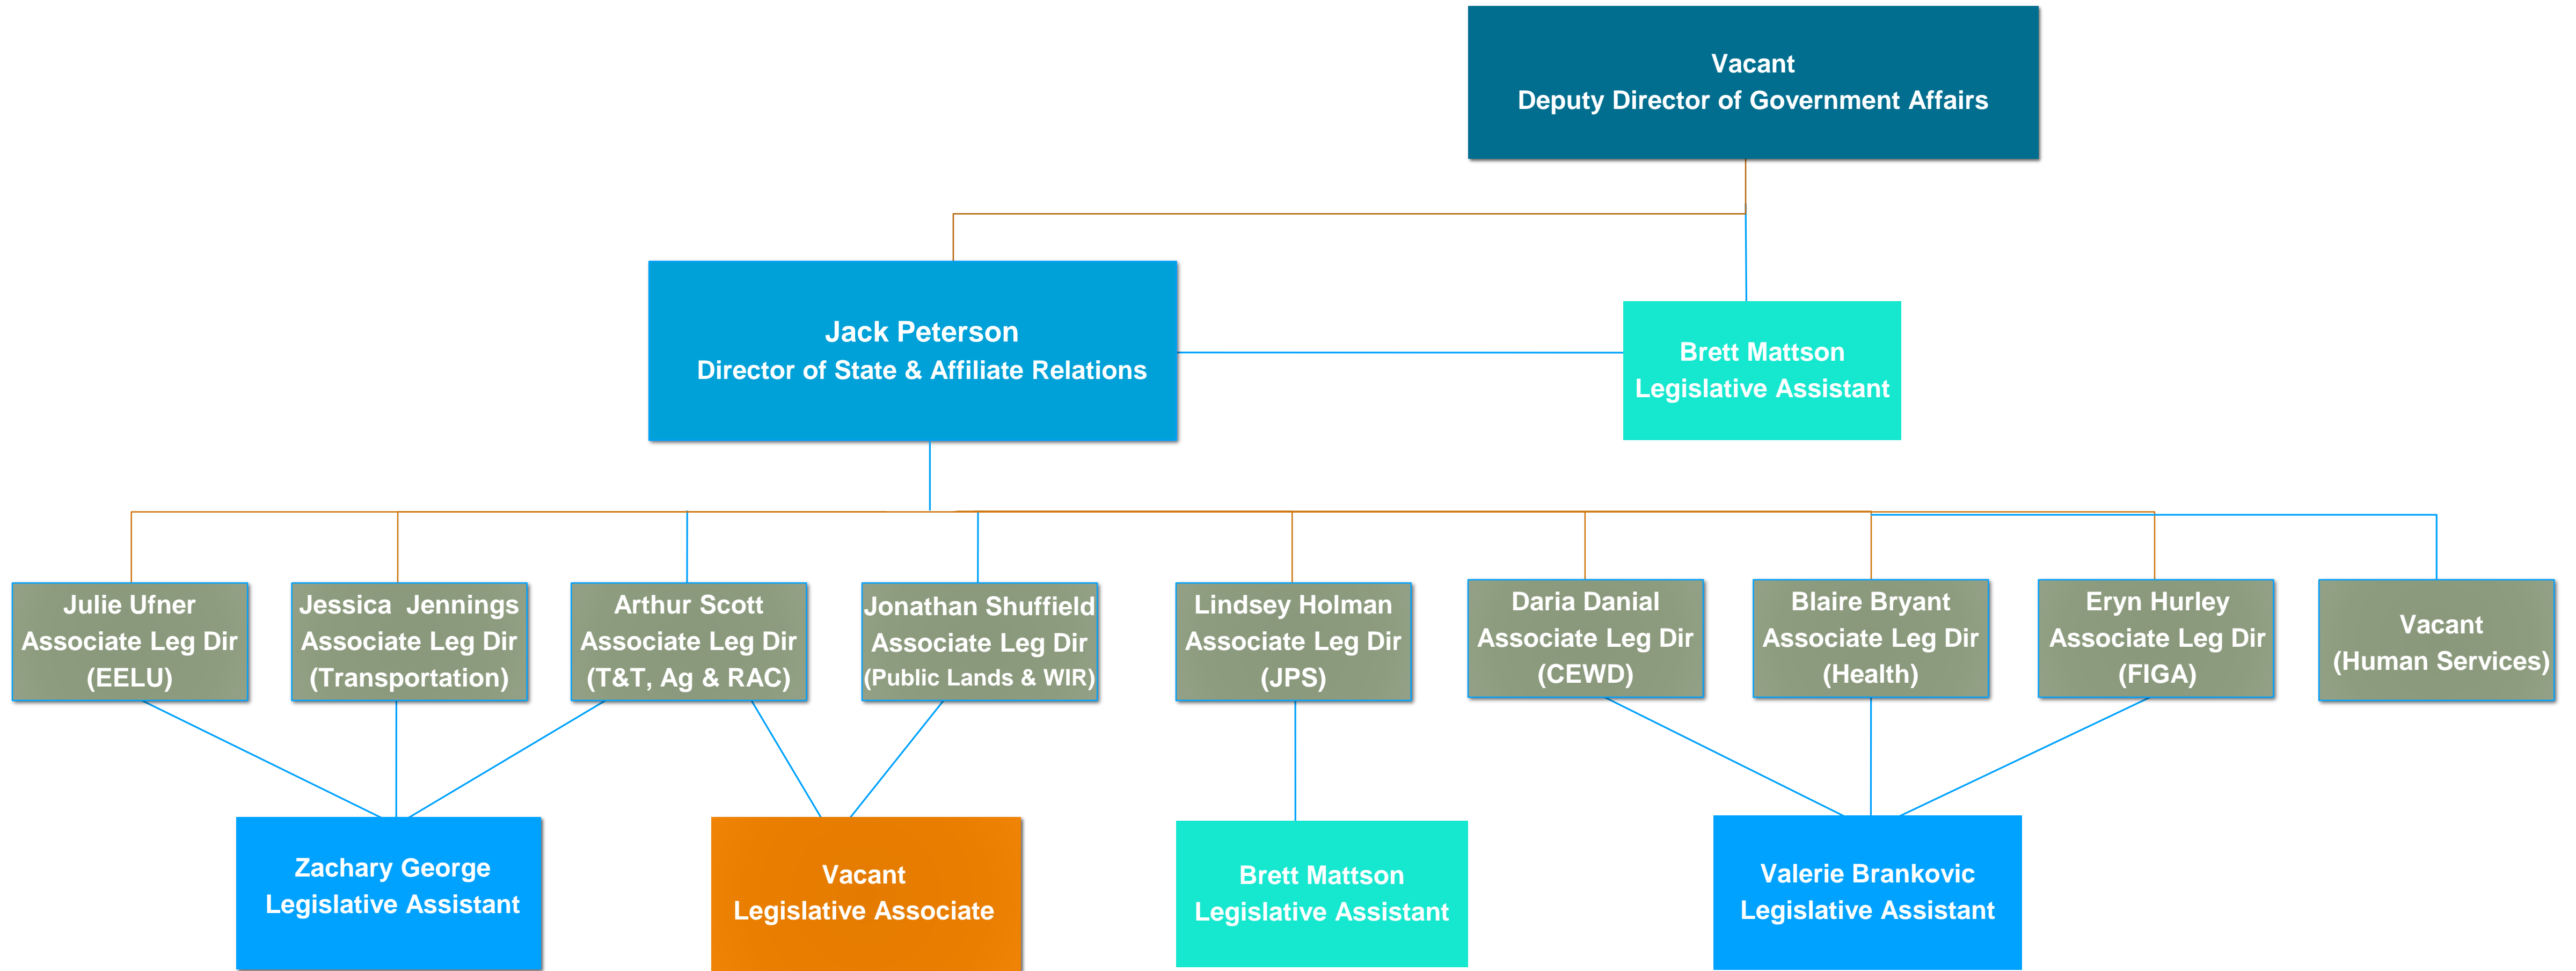 Vacant
Deputy Director of Government Affairs
Jack Peterson
Director of State & Affiliate Relations
Brett Mattson
Legislative Assistant
Julie Ufner
Associate Leg Dir
(EELU)
Jessica Jennings
Associate Leg Dir
(Transportation)
Arthur Scott
Associate Leg Dir
(T&T, Ag & RAC)
Jonathan Shuffield
Associate Leg Dir
(Public Lands & WIR)
Lindsey Holman
Associate Leg Dir
(JPS)
Daria Danial
Associate Leg Dir
(CEWD)
Blaire Bryant
Associate Leg Dir
(Health)
Eryn Hurley
Associate Leg Dir
(FIGA)
Vacant
(Human Services)
Zachary George
Legislative Assistant
Vacant
Legislative Associate
Brett Mattson
Legislative Assistant
Valerie Brankovic
Legislative Assistant